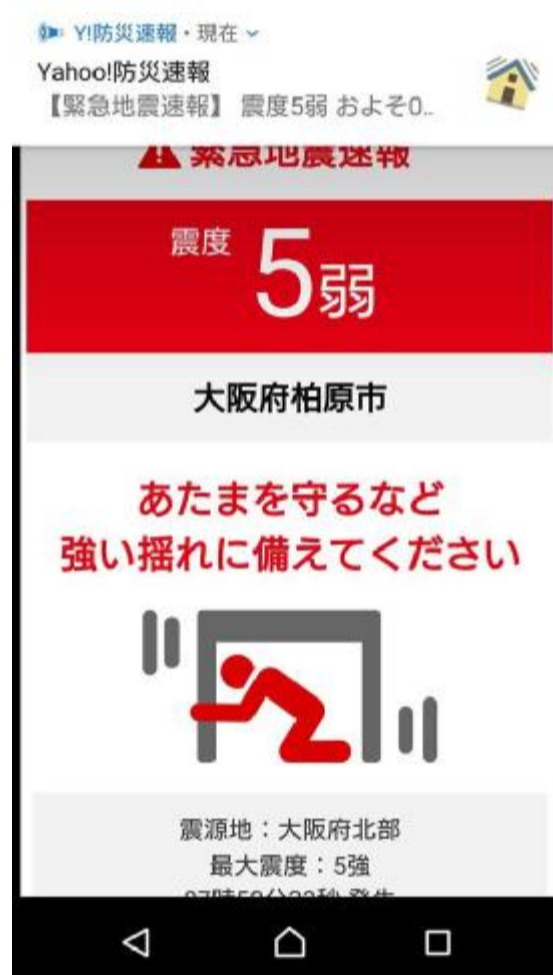 Y!防災速報・現在
Yahoo!防災速報
【緊急地震速報】 震度5弱 およそ0..
緊急地震速報
震度 5弱
大阪府柏原市
あたまを守るなど
強い揺れに備えてください
震源地：大阪府北部
最大震度：5強